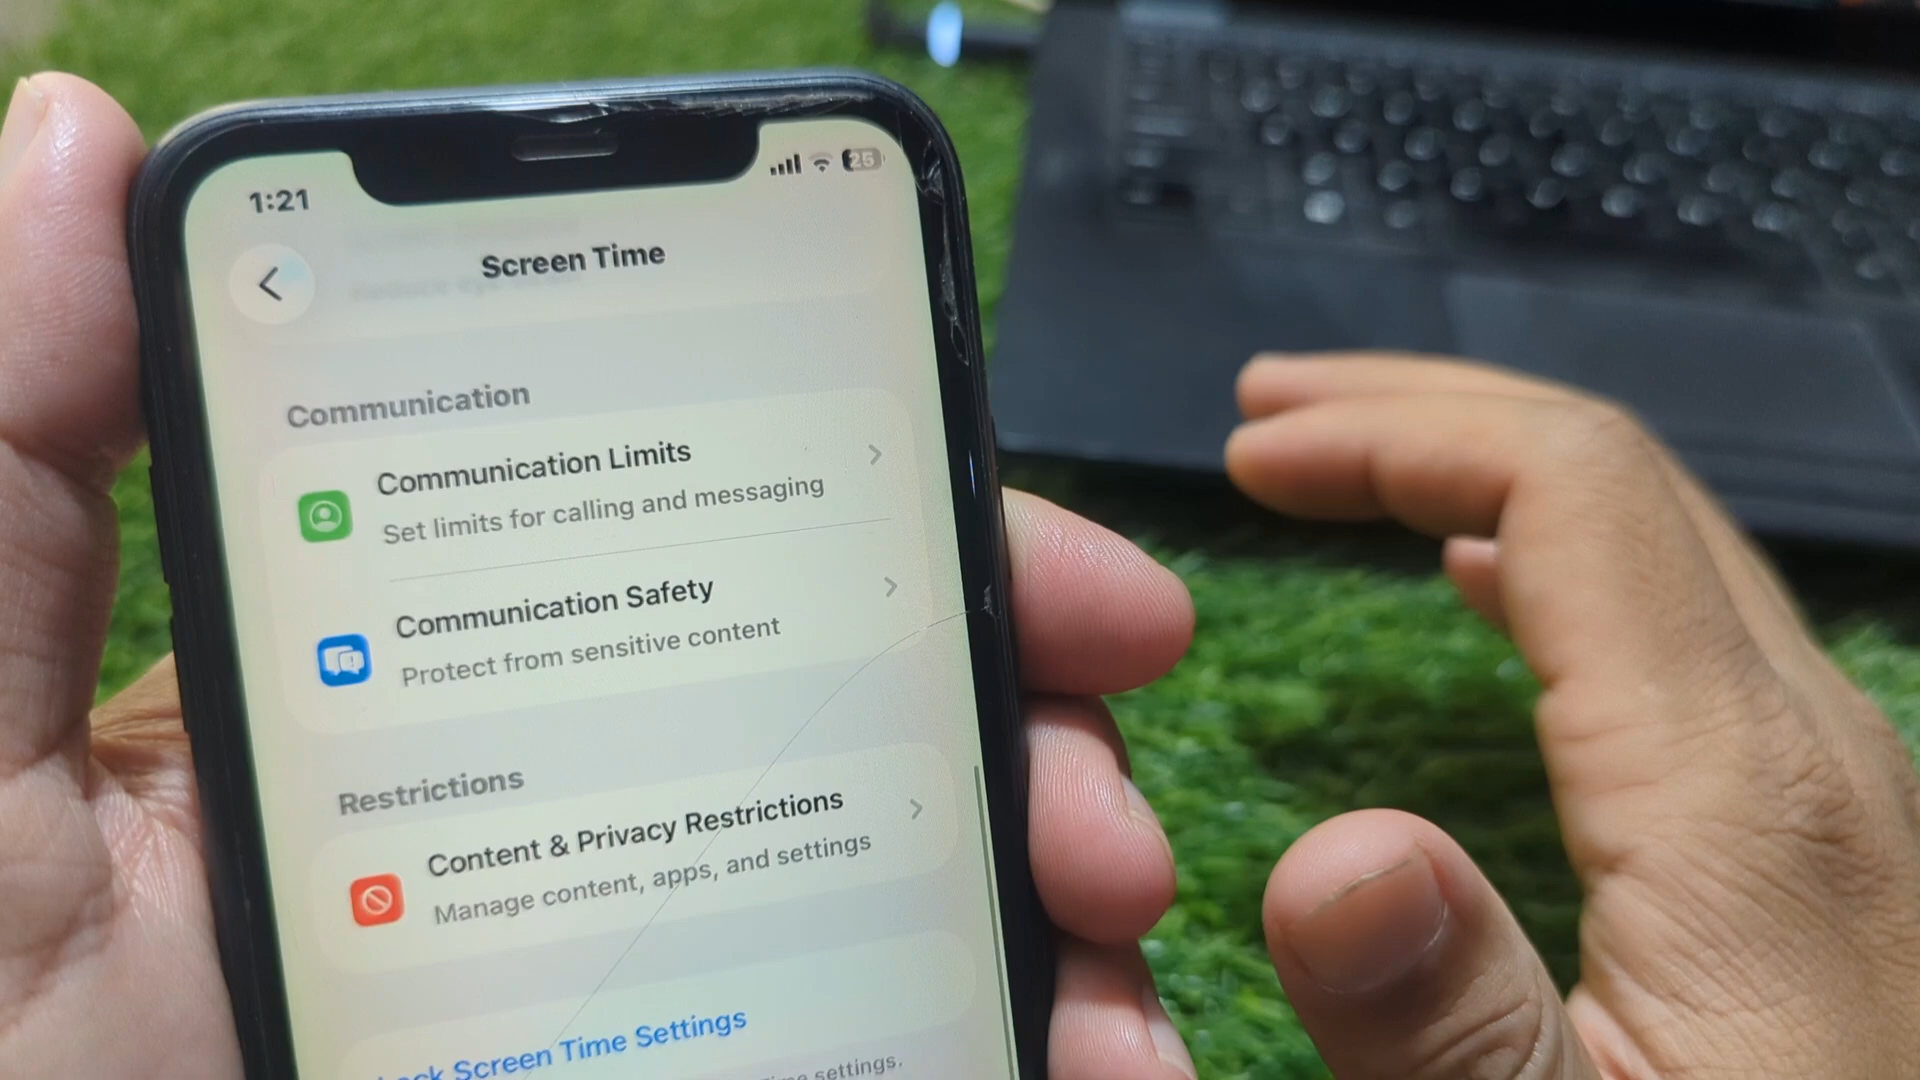 1:21
25
Screen Time
Communication
Communication Limits
Set limits for calling and messaging
Communication Safety
Protect from sensitive content
Restrictions
Content & Privacy Restrictions
Manage content, apps, and settings
Screen Time Settings
settings.